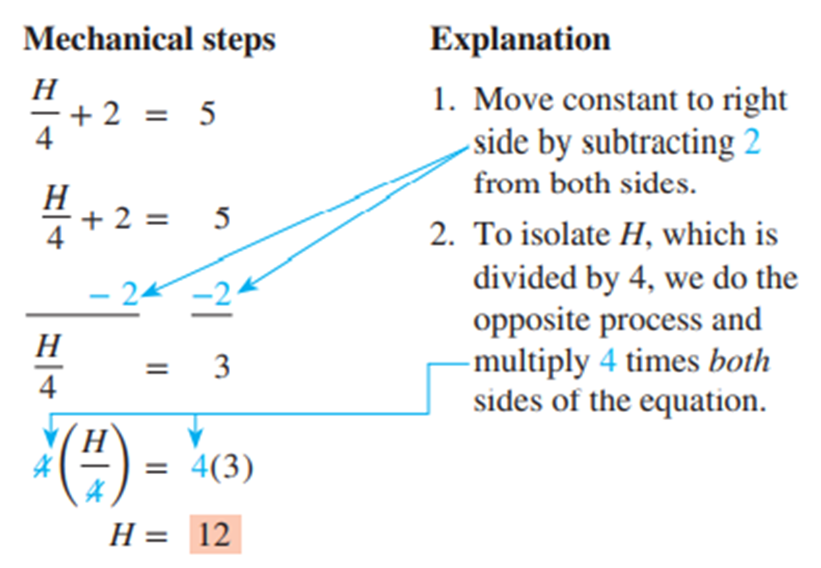 Mechanical steps
H/4 + 2 = 5
H/4 + 2 = 5
− 2 −2
H/4 = 3
4(H/4) = 4(3)
H = 12
Explanation
1. Move constant to right
side by subtracting 2
from both sides.
2. To isolate H, which is
divided by 4, we do the
opposite process and
multiply 4 times both
sides of the equation.